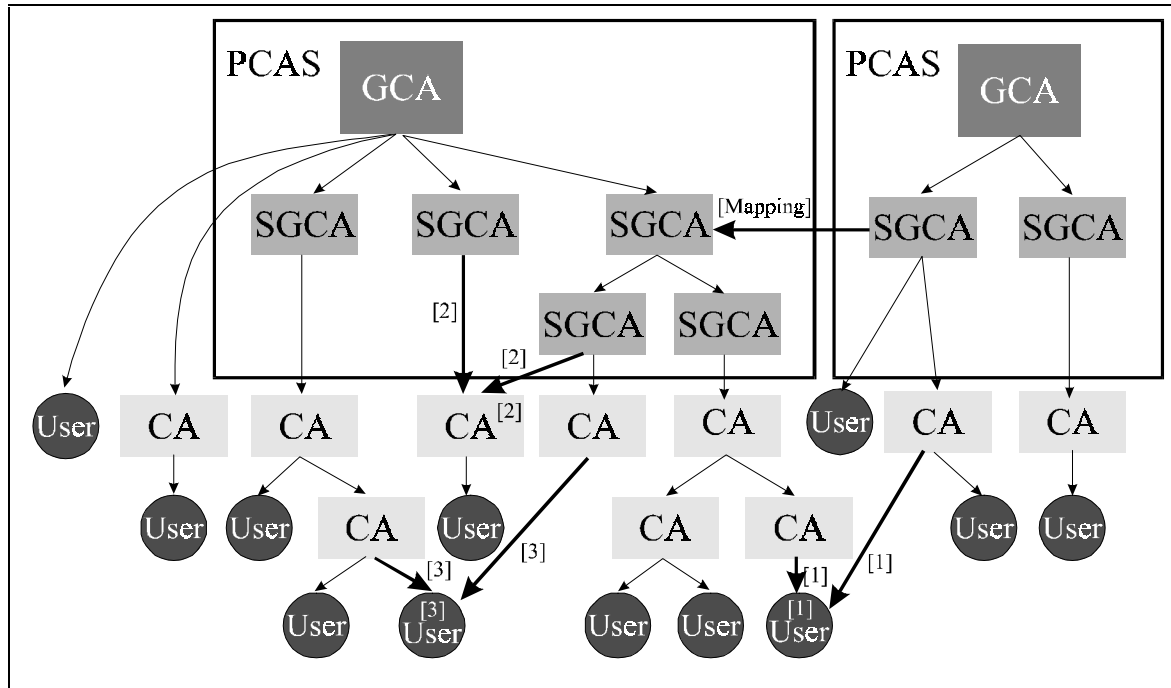 PCAS
GCA
PCAS
GCA
SGCA
SGCA
SGCA
[Mapping]
SGCA
SGCA
[2]
SGCA
SGCA
[2]
User
CA
CA
CA
[2]
CA
CA
User
CA
CA
User
User
CA
User
[3]
CA
CA
User
User
[3]
[1]
[1]
User
[3]
User
User
User
[1]
User